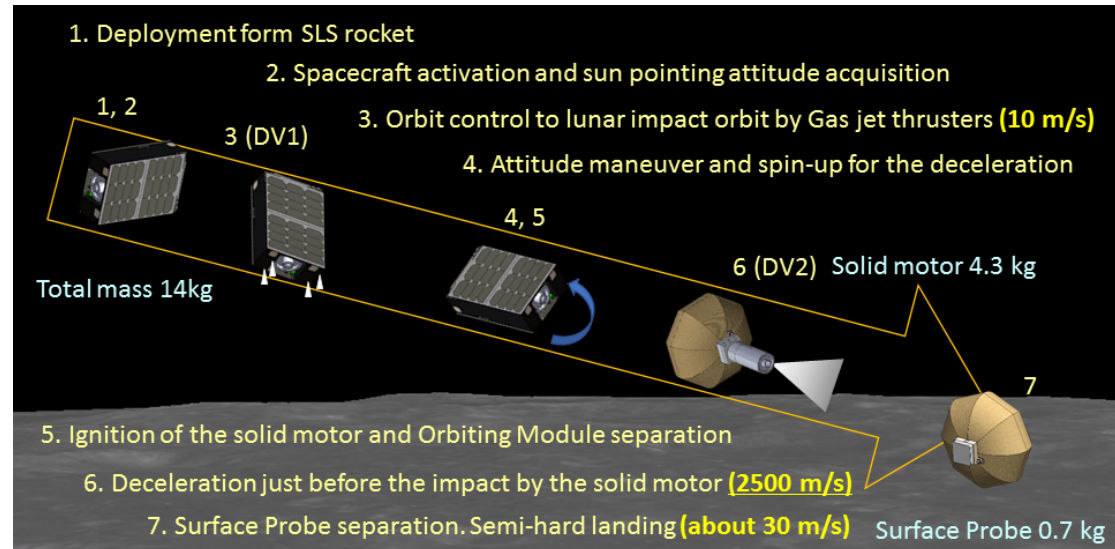 1. Deployment form SLS rocket
2. Spacecraft activation and sun pointing attitude acquisition
1, 2
3 (DV1)
3. Orbit control to lunar impact orbit by Gas jet thrusters (10 m/s)
4. Attitude maneuver and spin-up for the deceleration
4, 5
6 (DV2)
Solid motor 4.3 kg
Total mass 14kg
7
5. Ignition of the solid motor and Orbiting Module separation
6. Deceleration just before the impact by the solid motor (2500 m/s)
7. Surface Probe separation. Semi-hard landing (about 30 m/s)
Surface Probe 0.7 kg